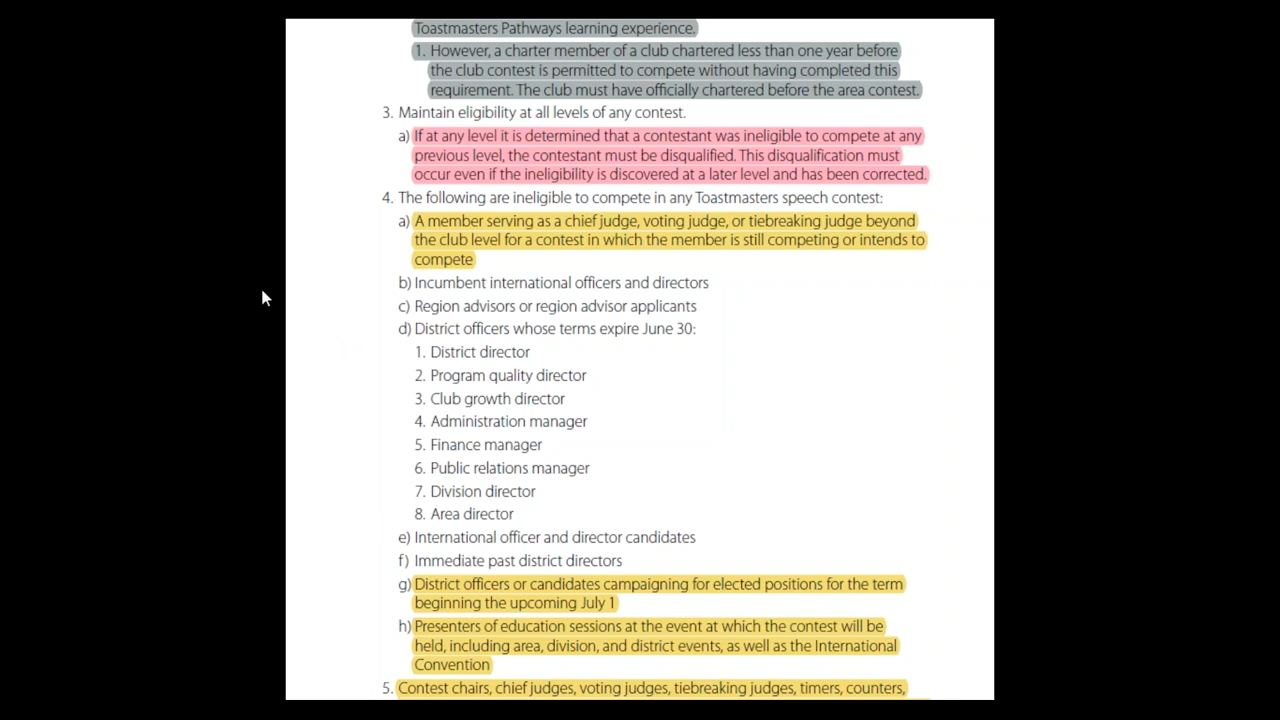 Toastmasters Pathways learning experience.
1. However, a charter member of a club chartered less than one year before
the club contest is permitted to compete without having completed this
requirement. The club must have officially chartered before the area contest.
3. Maintain eligibility at all levels of any contest.
a) If at any level it is determined that a contestant was ineligible to compete at any
previous level, the contestant must be disqualified. This disqualification must
occur even if the ineligibility is discovered at a later level and has been corrected.
4. The following are ineligible to compete in any Toastmasters speech contest:
a) A member serving as a chief judge, voting judge, or tiebreaking judge beyond
the club level for a contest in which the member is still competing or intends to
compete
b) Incumbent international officers and directors
c) Region advisors or region advisor applicants
d) District officers whose terms expire June 30:
1. District director
2. Program quality director
3. Club growth director
4. Administration manager
5. Finance manager
6. Public relations manager
7. Division director
8. Area director
e) International officer and director candidates
f) Immediate past district directors
g) District officers or candidates campaigning for elected positions for the term
beginning the upcoming July 1
h) Presenters of education sessions at the event at which the contest will be
held, including area, division, and district events, as well as the International
Convention
5. Contest chairs, chief judges, voting judges, tiebreaking judges, timers, counters,